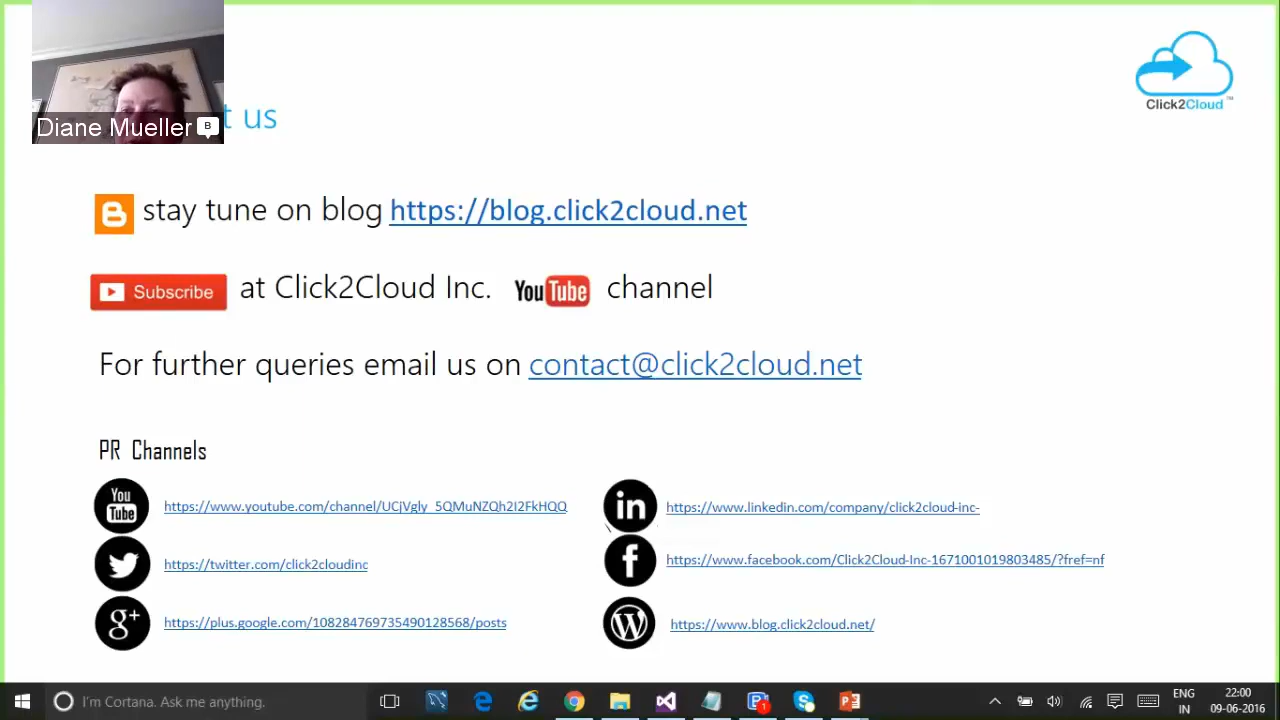 Diane Mueller B
t us
Click2Cloud™
stay tune on blog https://blog.click2cloud.net
Subscribe at Click2Cloud Inc. YouTube channel
For further queries email us on contact@click2cloud.net
PR Channels
You Tube https://www.youtube.com/channel/UCjVgly_5QMuNZQh2I2FkHQQ
in https://www.linkedin.com/company/click2cloud-inc-
https://twitter.com/click2cloudinc
f https://www.facebook.com/Click2Cloud-Inc-1671001019803485/?fref=nf
g+ https://plus.google.com/108284769735490128568/posts
https://www.blog.click2cloud.net/
I'm Cortana. Ask me anything.
ENG 22:00
IN 09-06-2016